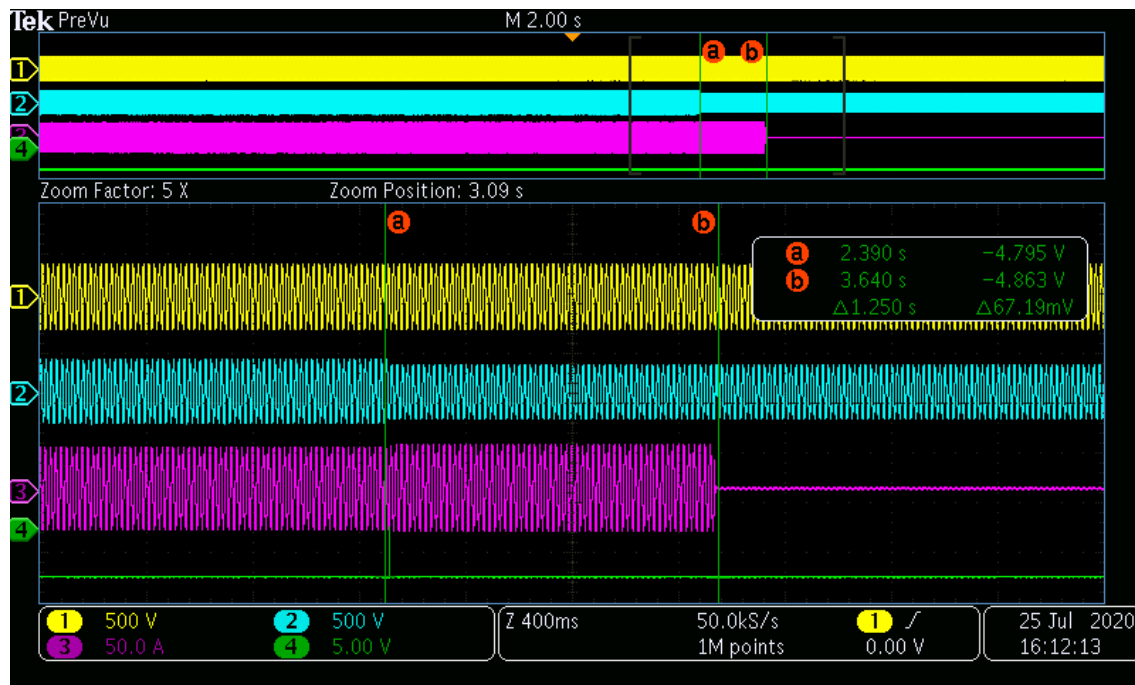 Tek PreVu M 2.00 s
a b
1
2
3
4
Zoom Factor: 5 X Zoom Position: 3.09 s
a b
a 2.390 s -4.795 V
b 3.640 s -4.863 V
△1.250 s △67.19mV
1
2
3
4
1 500 V 2 500 V Z 400ms 50.0kS/s 1 ∫ 25 Jul 2020
3 50.0 A 4 5.00 V 1M points 0.00 V 16:12:13